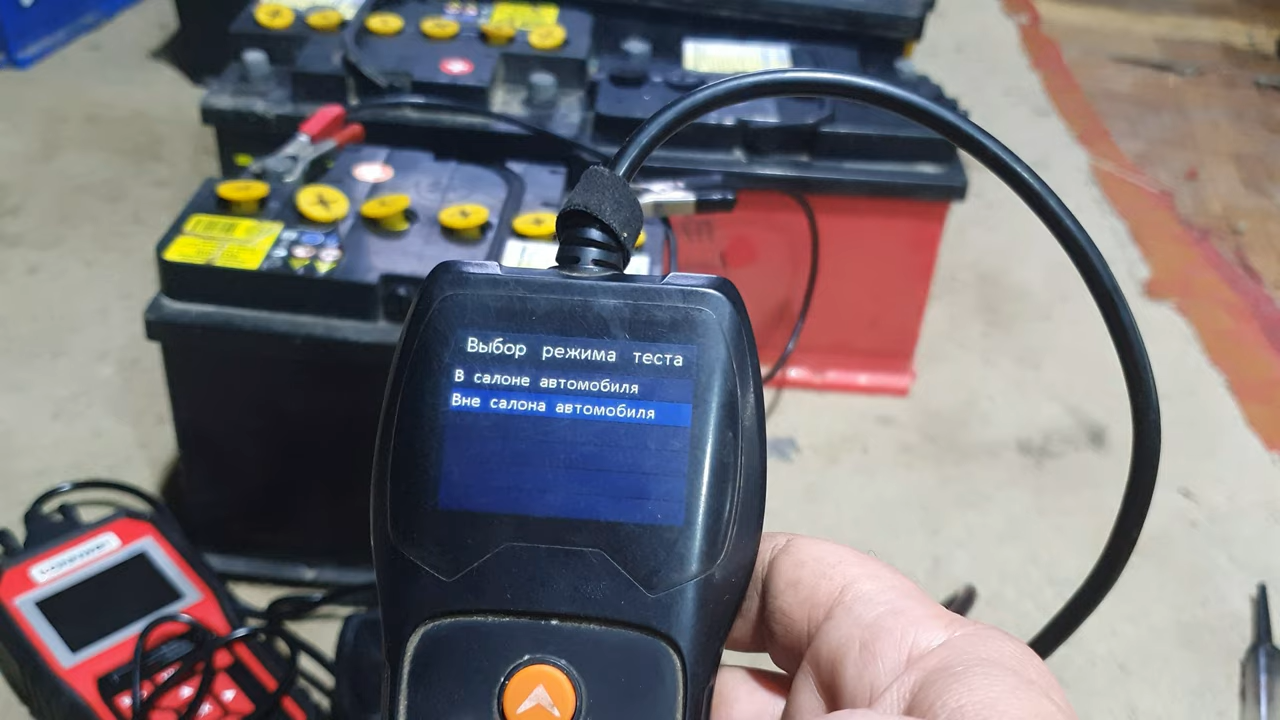 Выбор режима теста
В салоне автомобиля
Вне салона автомобиля